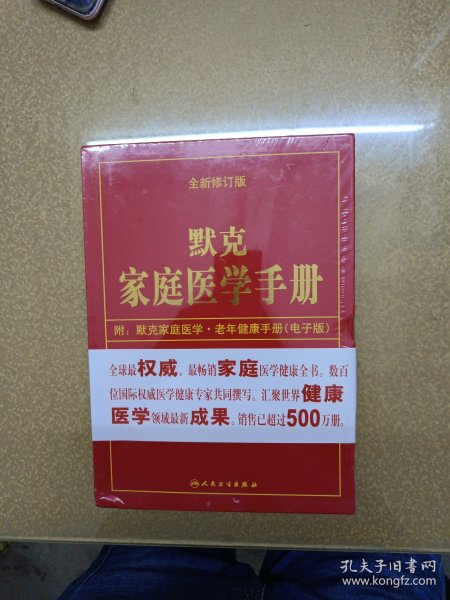 全新修订版
默克
家庭医学手册
附：默克家庭医学·老年健康手册（电子版）
全球最权威、最畅销家庭医学健康全书。数百
位国际权威医学健康专家共同撰写。汇聚世界健康
医学领域最新成果。销售已超过500万册。
人民卫生出版社
孔夫子旧书网
www.kongfz.com